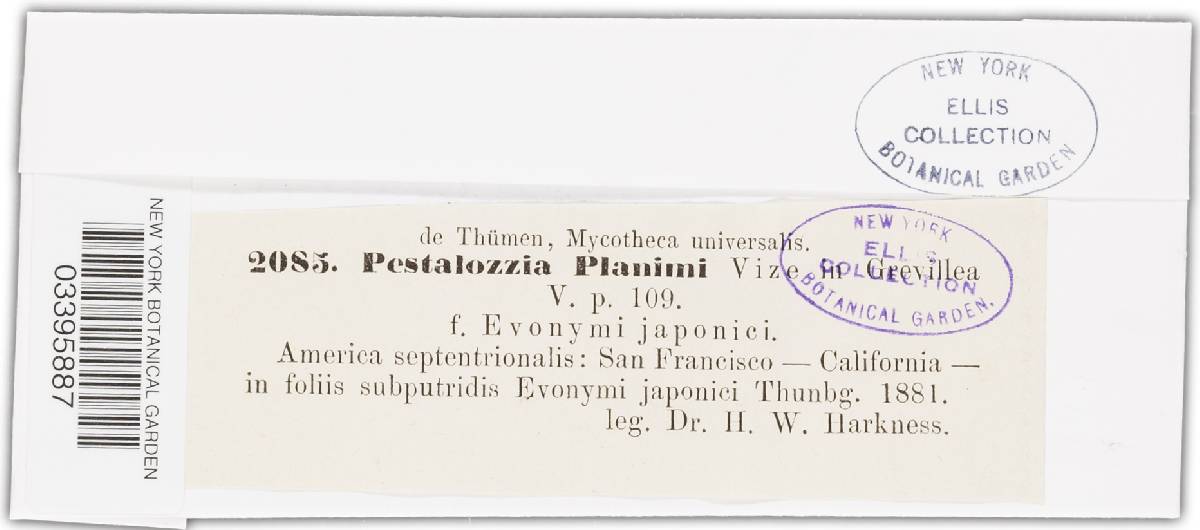 NEW YORK
ELLIS
COLLECTION
BOTANICAL GARDEN
NEW YORK BOTANICAL GARDEN
03395887
de Thümen, Mycotheca universalis.
2085. Pestalozzia Planimi Vize in Grevillea
V. p. 109.
f. Evonymi japonici.
America septentrionalis: San Francisco — California —
in foliis subputridis Evonymi japonici Thunbg. 1881.
leg. Dr. H. W. Harkness.
NEW YORK
ELLIS
COLLECTION
BOTANICAL GARDEN.